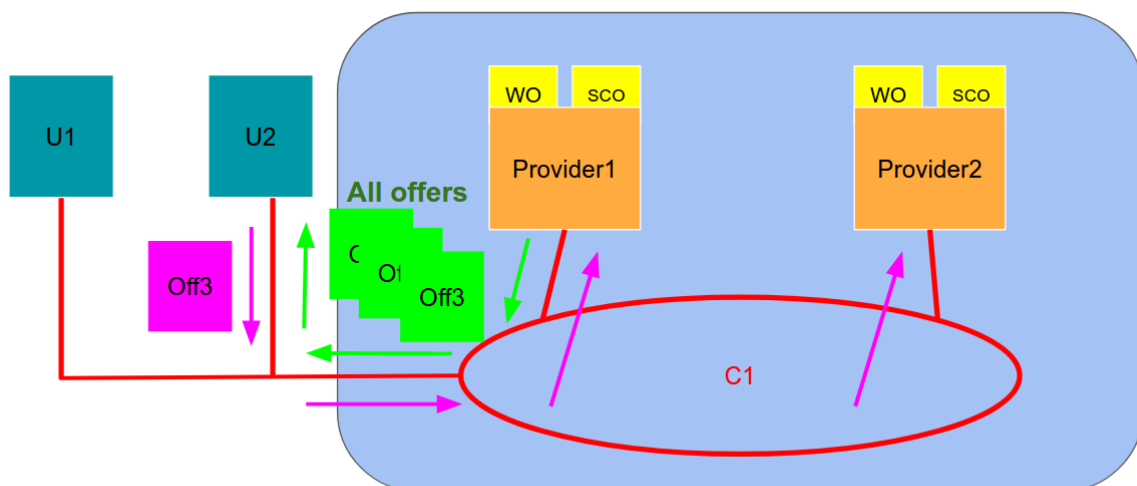 WO
SCO
WO
SCO
U1
U2
Provider1
Provider2
All offers
Off3
Off3
C1